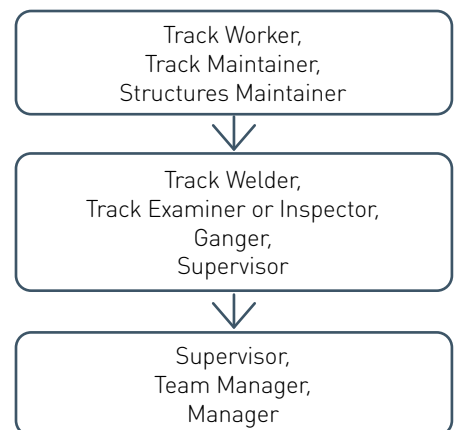 Track Worker,
Track Maintainer,
Structures Maintainer
Track Welder,
Track Examiner or Inspector,
Ganger,
Supervisor
Supervisor,
Team Manager,
Manager